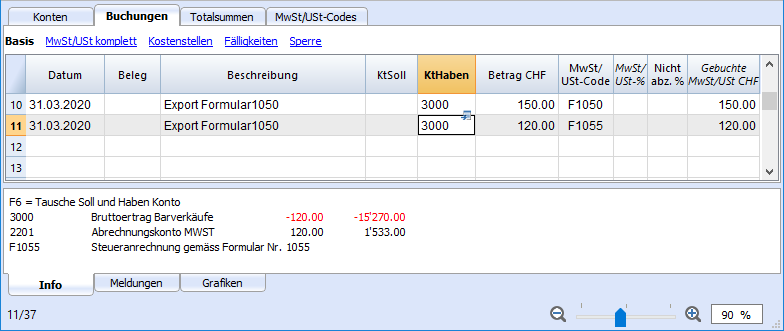 Konten Buchungen Totalsummen MwSt/USt-Codes
Basis MwSt/USt komplett Kostenstellen Fälligkeiten Sperre
Datum Beleg Beschreibung KtSoll KtHaben Betrag CHF MwSt/ USt-Code MwSt/ USt-% Nicht abz. % Gebuchte MwSt/USt CHF
10 31.03.2020 Export Formular1050 3000 150.00 F1050 150.00
11 31.03.2020 Export Formular1050 3000 120.00 F1055 120.00
12
13
F6 = Tausche Soll und Haben Konto
3000 Bruttoertrag Barverkäufe -120.00 -15'270.00
2201 Abrechnungskonto MWST 120.00 1'533.00
F1055 Steueranrechnung gemäss Formular Nr. 1055
Info Meldungen Grafiken
11/37 90 %